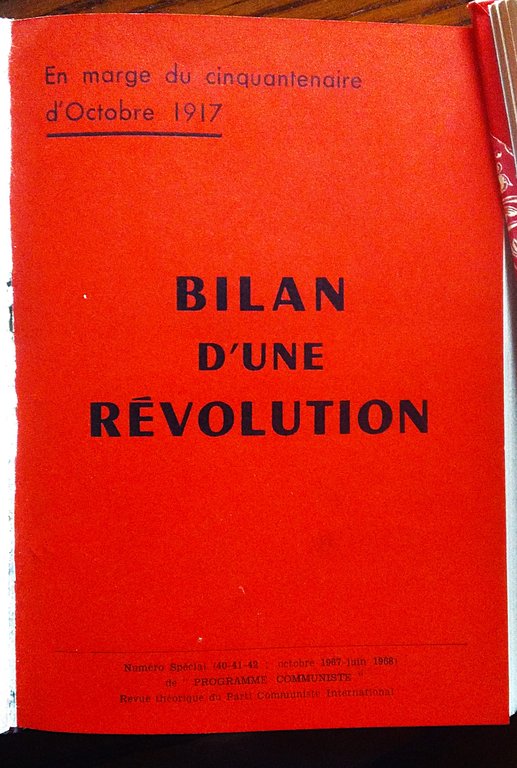 En marge du cinquantenaire
d'Octobre 1917
BILAN
D'UNE
RÉVOLUTION
Numéro Spécial (40-41-42 : octobre 1967-juin 1968)
de " PROGRAMME COMMUNISTE "
Revue théorique du Parti Communiste International